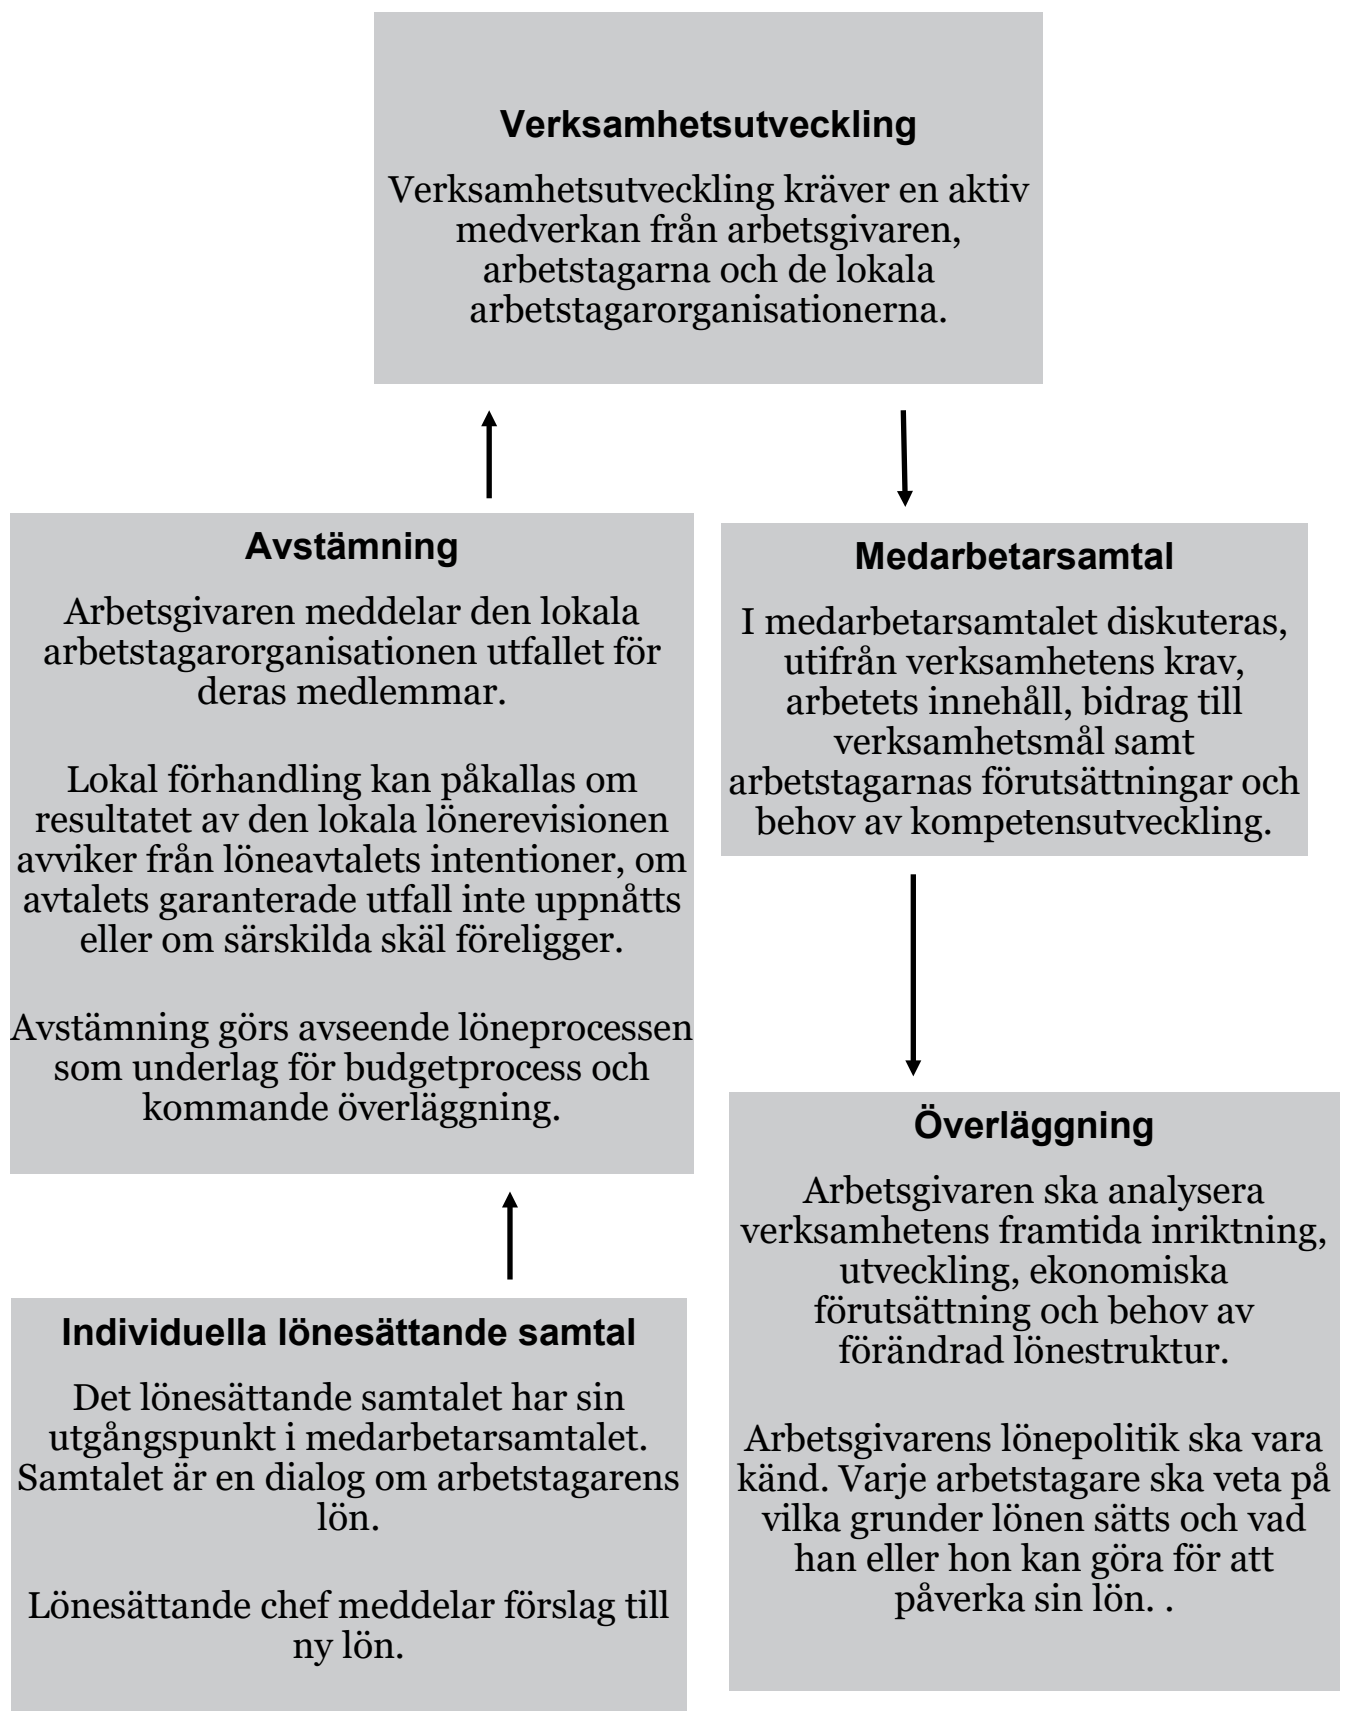 Verksamhetsutveckling
Verksamhetsutveckling kräver en aktiv
medverkan från arbetsgivaren,
arbetstagarna och de lokala
arbetstagarorganisationerna.
Avstämning
Arbetsgivaren meddelar den lokala
arbetstagarorganisationen utfallet för
deras medlemmar.
Lokal förhandling kan påkallas om
resultatet av den lokala lönerevisionen
avviker från löneavtalets intentioner, om
avtalets garanterade utfall inte uppnåtts
eller om särskilda skäl föreligger.
Avstämning görs avseende löneprocessen
som underlag för budgetprocess och
kommande överläggning.
Medarbetarsamtal
I medarbetarsamtalet diskuteras,
utifrån verksamhetens krav,
arbetets innehåll, bidrag till
verksamhetsmål samt
arbetstagarnas förutsättningar och
behov av kompetensutveckling.
Överläggning
Arbetsgivaren ska analysera
verksamhetens framtida inriktning,
utveckling, ekonomiska
förutsättning och behov av
förändrad lönestruktur.
Arbetsgivarens lönepolitik ska vara
känd. Varje arbetstagare ska veta på
vilka grunder lönen sätts och vad
han eller hon kan göra för att
påverka sin lön. .
Individuella lönesättande samtal
Det lönesättande samtalet har sin
utgångspunkt i medarbetarsamtalet.
Samtalet är en dialog om arbetstagarens
lön.
Lönesättande chef meddelar förslag till
ny lön.